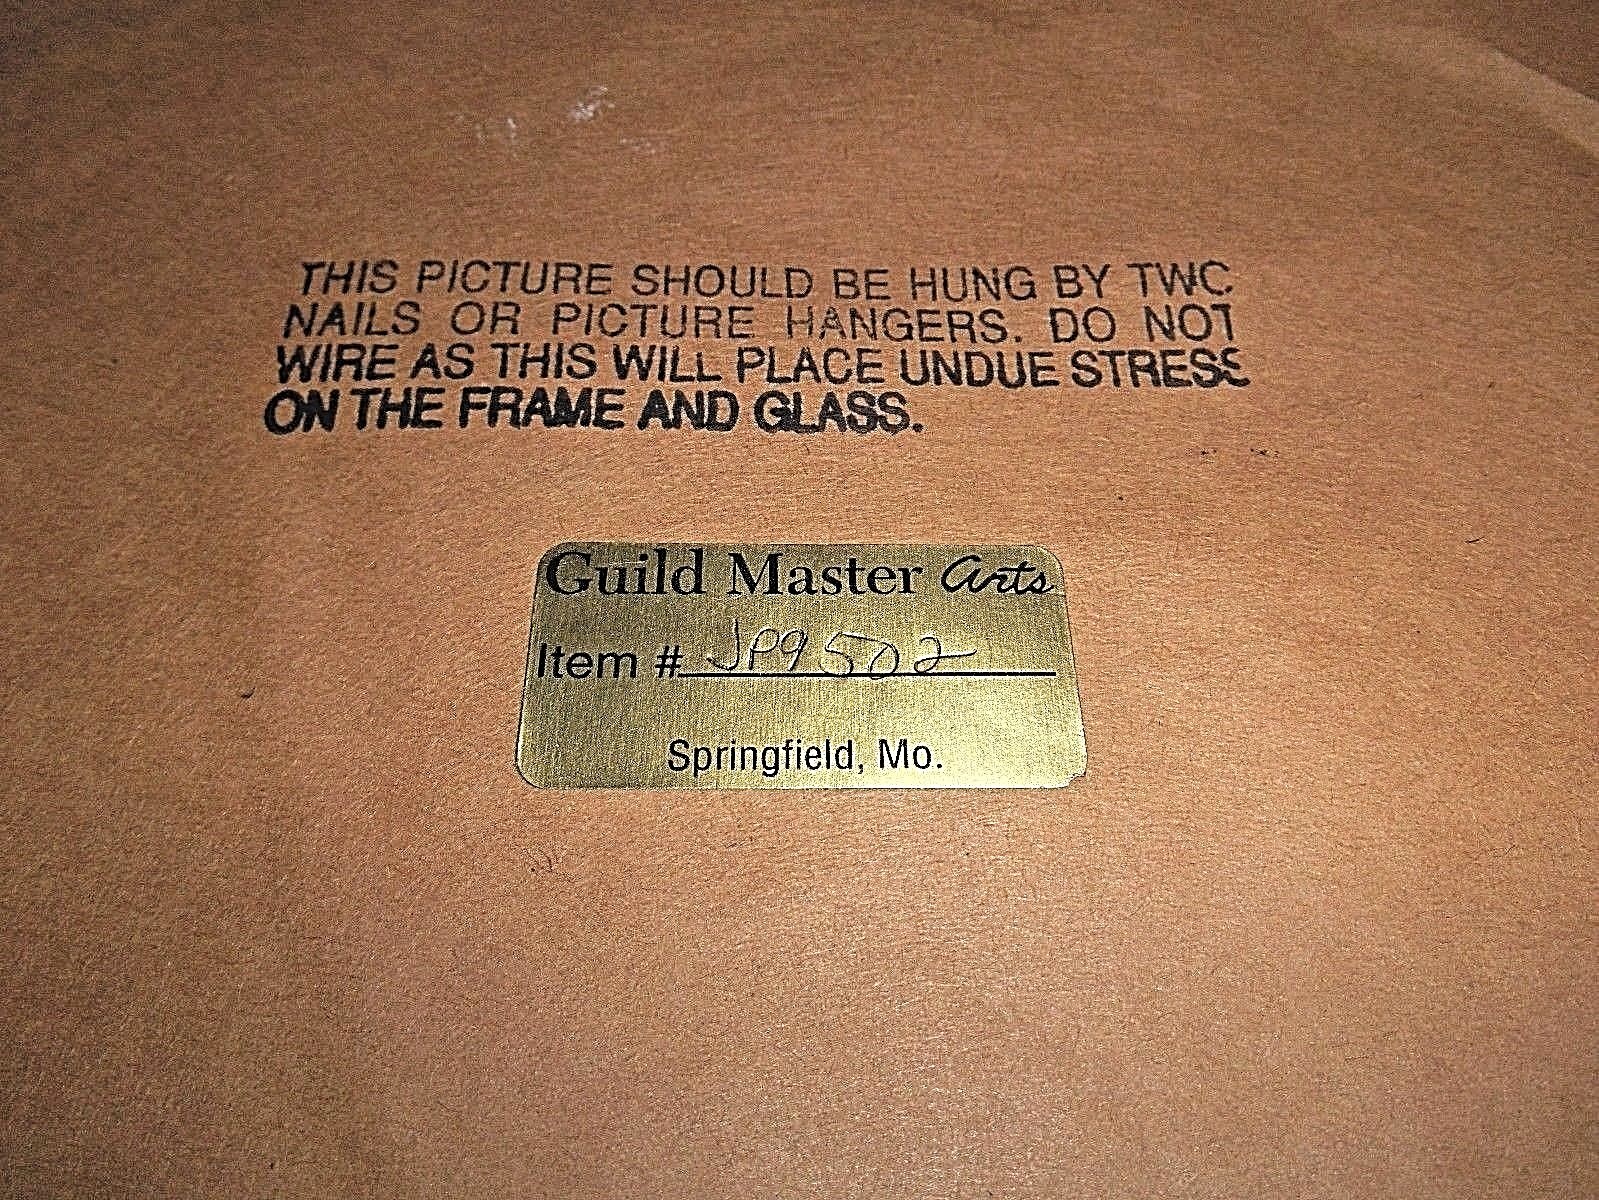 THIS PICTURE SHOULD BE HUNG BY TWO
NAILS OR PICTURE HANGERS. DO NOT
WIRE AS THIS WILL PLACE UNDUE STRESS
ON THE FRAME AND GLASS.
Guild Master Arts
Item # JP9502
Springfield, Mo.